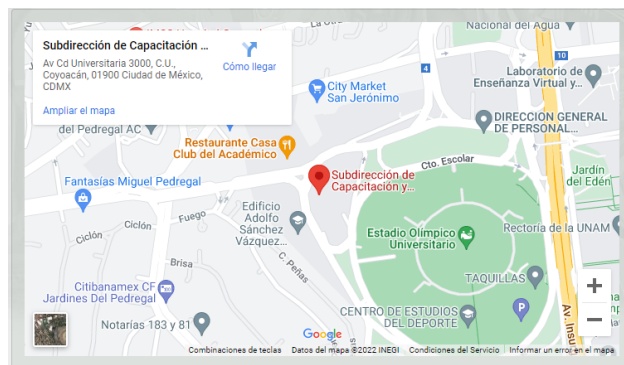 Subdirección de Capacitación ...
Av Cd Universitaria 3000, C.U.,
Coyoacán, 01900 Ciudad de México,
CDMX
Cómo llegar
Ampliar el mapa
Nacional del Agua
10
4
Laboratorio de
Enseñanza Virtual y...
City Market
San Jerónimo
DIRECCION GENERAL
DE PERSONAL...
del Pedregal AC
Restaurante Casa
Club del Académico
Cto. Escolar
Jardín
del Edén
Subdirección de
Capacitación y...
Fantasías Miguel Pedregal
Edificio
Adolfo
Sánchez
Vázquez...
Fuego
Ciclón
Ciclón
Estadio Olímpico
Universitario
Rectoría de la UNAM
Brisa
C. Peñas
TAQUILLAS
Citibanamex CF
Jardines Del Pedregal
P
CENTRO DE ESTUDIOS
DEL DEPORTE
Av. Insu
Notarías 183 y 81
+
−
Google
Combinaciones de teclas Datos del mapa ©2022 INEGI Condiciones del Servicio Informar un error en el mapa